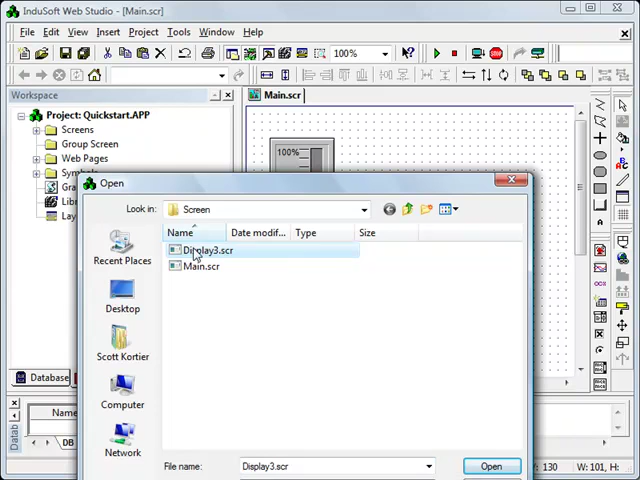 InduSoft Web Studio - [Main.scr]
File Edit View Insert Project Tools Window Help
100%
Workspace
Main.scr
Project: Quickstart.APP
Screens
Group Screen
Web Pages
100%
Open
Look in: Screen
Name Date modif... Type Size
Display3.scr
Main.scr
Recent Places
Desktop
Scott Kortier
Computer
Network
Database
Name
DB
Datab
File name: Display3.scr Open
Y: 130 W: 101, H: